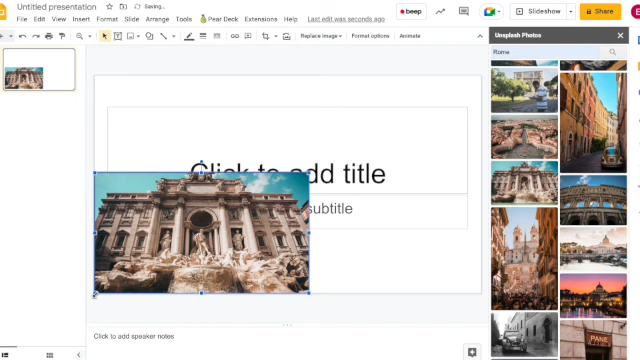 Untitled presentation
Saving...
File Edit View Insert Format Slide Arrange Tools Pear Deck Extensions Help Last edit was seconds ago
beep
Slideshow
Share
Replace image
Format options
Animate
Unsplash Photos
Rome
Click to add title
subtitle
PANE
Click to add speaker notes